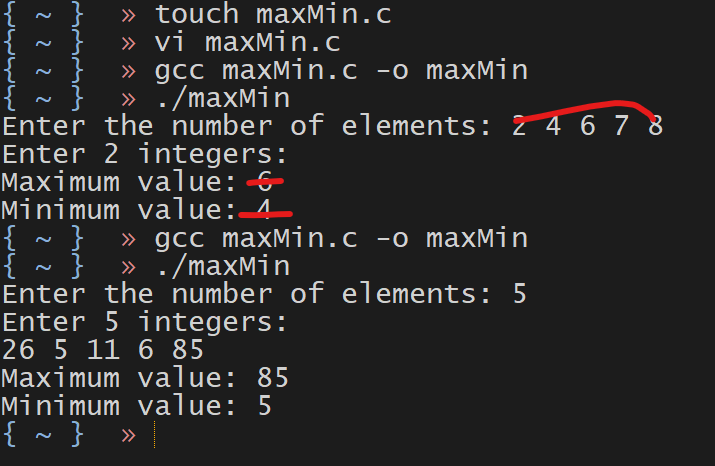 { ~ }  » touch maxMin.c
{ ~ }  » vi maxMin.c
{ ~ }  » gcc maxMin.c -o maxMin
{ ~ }  » ./maxMin
Enter the number of elements: 2 4 6 7 8
Enter 2 integers:
Maximum value: 6
Minimum value: 4
{ ~ }  » gcc maxMin.c -o maxMin
{ ~ }  » ./maxMin
Enter the number of elements: 5
Enter 5 integers:
26 5 11 6 85
Maximum value: 85
Minimum value: 5
{ ~ }  »